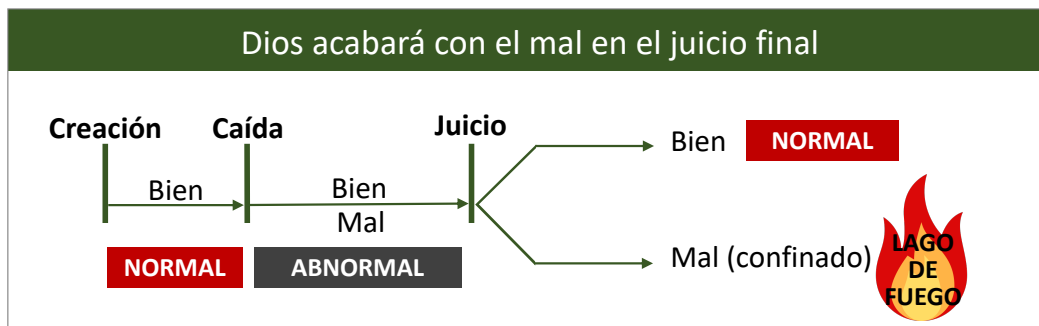 Dios acabará con el mal en el juicio final
Creación
Caída
Juicio
Bien
Bien
Mal
Bien
NORMAL
NORMAL
ABNORMAL
Mal (confinado)
LAGO
DE
FUEGO